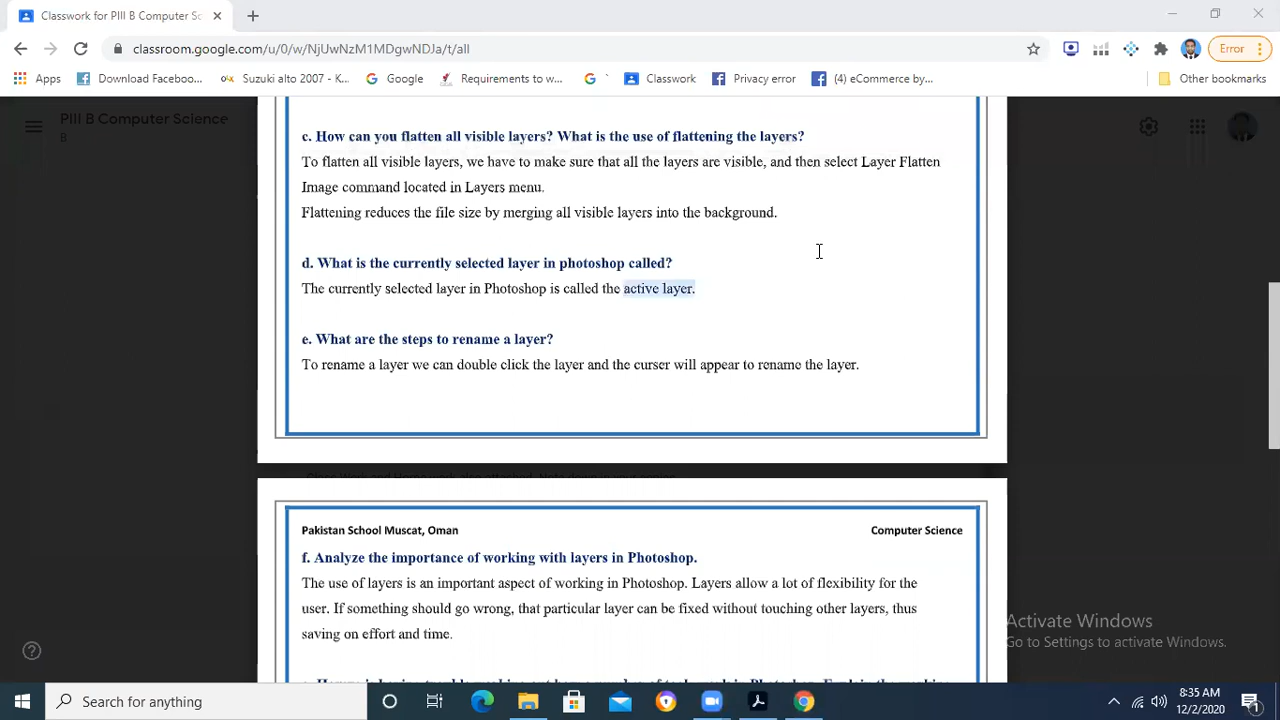 Classwork for PIII B Computer Sc
classroom.google.com/u/0/w/NjUwNzM1MDgwNDJa/t/all
Error
Apps
Download Faceboo...
Suzuki alto 2007 - K...
Google
Requirements to w...
Classwork
Privacy error
(4) eCommerce by...
Other bookmarks
PIII B Computer Science
B
c. How can you flatten all visible layers? What is the use of flattening the layers?
To flatten all visible layers, we have to make sure that all the layers are visible, and then select Layer Flatten
Image command located in Layers menu.
Flattening reduces the file size by merging all visible layers into the background.
d. What is the currently selected layer in photoshop called?
The currently selected layer in Photoshop is called the active layer.
e. What are the steps to rename a layer?
To rename a layer we can double click the layer and the curser will appear to rename the layer.
Pakistan School Muscat, Oman
Computer Science
f. Analyze the importance of working with layers in Photoshop.
The use of layers is an important aspect of working in Photoshop. Layers allow a lot of flexibility for the
user. If something should go wrong, that particular layer can be fixed without touching other layers, thus
saving on effort and time.
Activate Windows
Go to Settings to activate Windows.
Search for anything
8:35 AM
12/2/2020